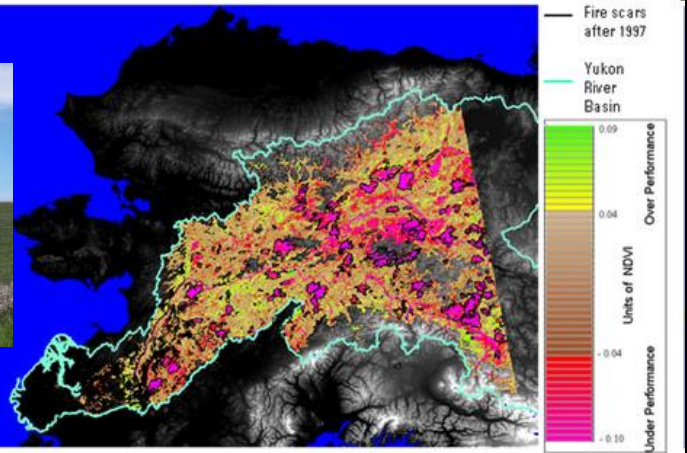 Fire scars
after 1997
Yukon
River
Basin
0.09
Over Performance
0.04
Units of NDVI
- 0.04
Under Performance
- 0.10